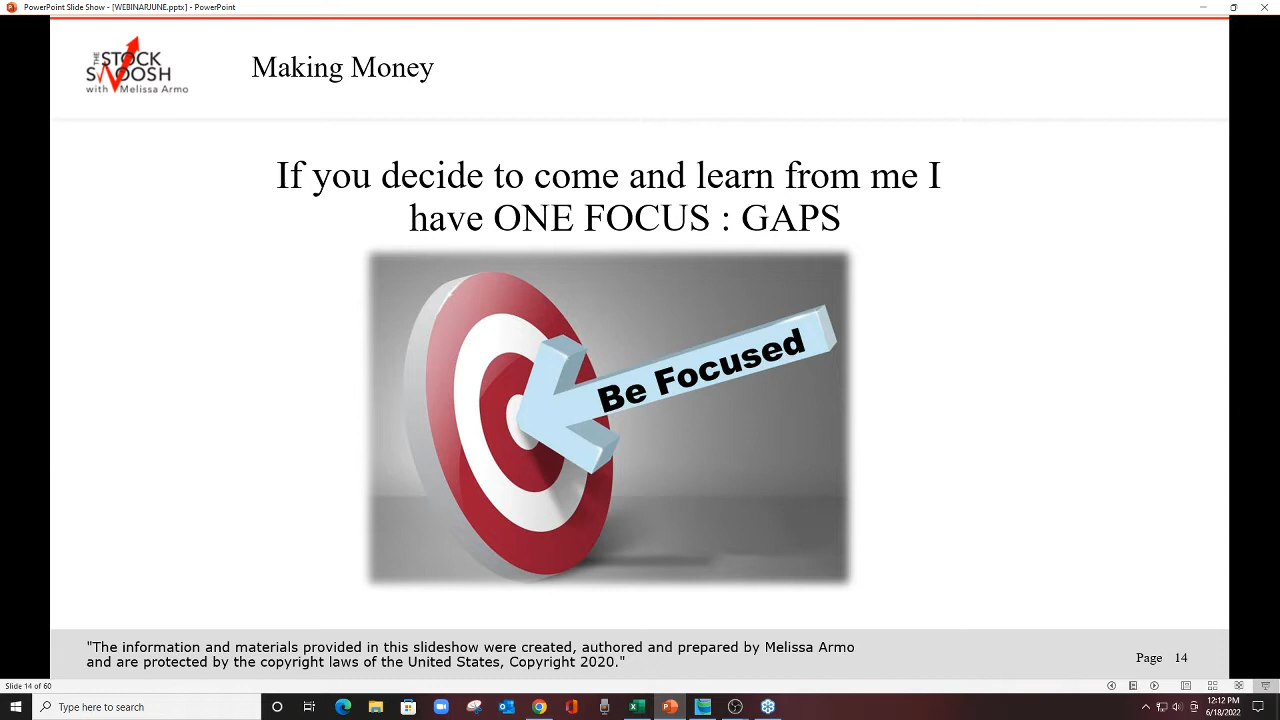 PowerPoint Slide Show - [WEBINARJUNE.pptx] - PowerPoint
THE
STOCK
SWOOSH
with Melissa Armo
Making Money
If you decide to come and learn from me I
have ONE FOCUS : GAPS
Be Focused
"The information and materials provided in this slideshow were created, authored and prepared by Melissa Armo
and are protected by the copyright laws of the United States, Copyright 2020."
Page 14
Slide 14 of 60
Type here to search
12:12 PM
6/18/2022